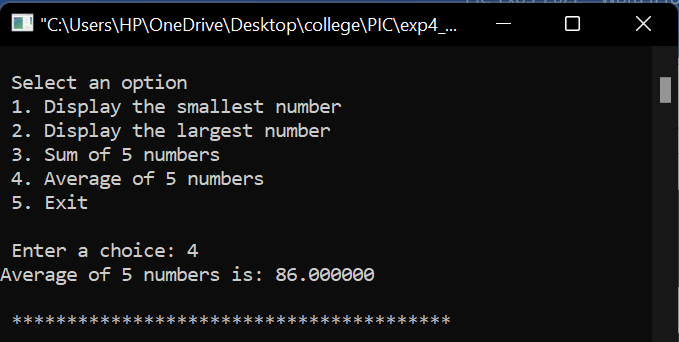 "C:\Users\HP\OneDrive\Desktop\college\PIC\exp4_...
Select an option
1. Display the smallest number
2. Display the largest number
3. Sum of 5 numbers
4. Average of 5 numbers
5. Exit
Enter a choice: 4
Average of 5 numbers is: 86.000000
****************************************